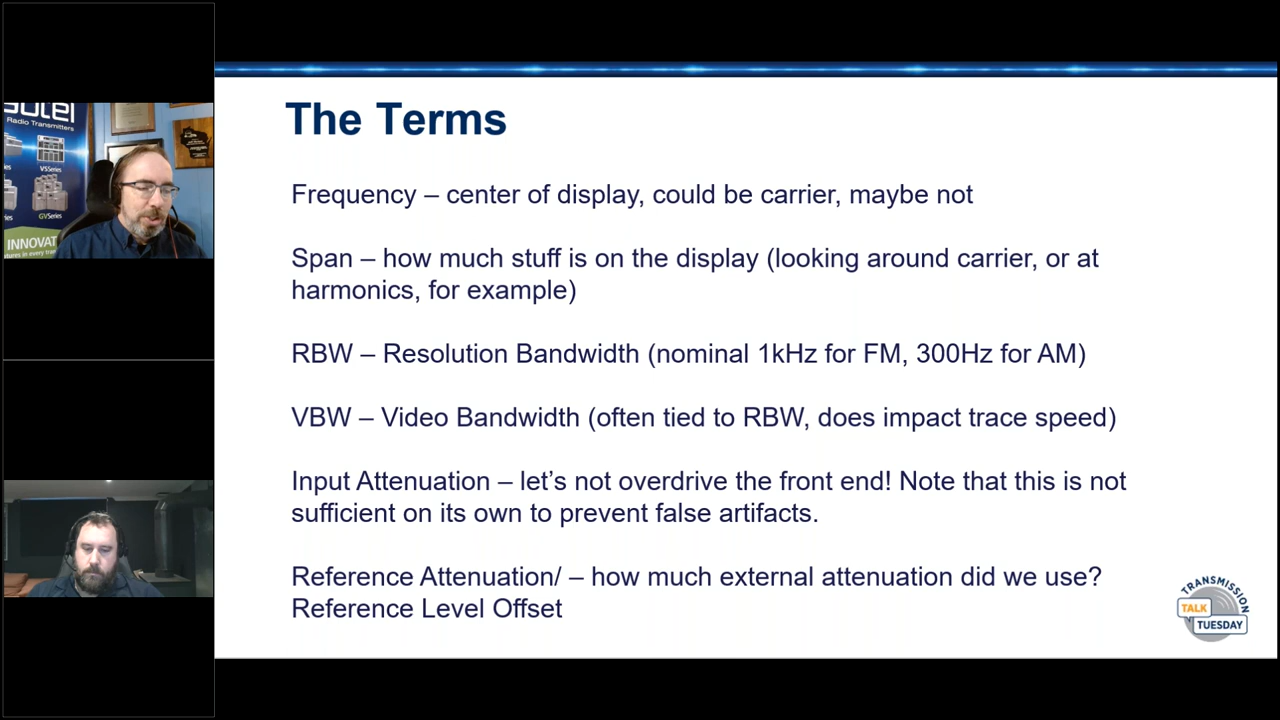 The Terms
Frequency – center of display, could be carrier, maybe not
Span – how much stuff is on the display (looking around carrier, or at
harmonics, for example)
RBW – Resolution Bandwidth (nominal 1kHz for FM, 300Hz for AM)
VBW – Video Bandwidth (often tied to RBW, does impact trace speed)
Input Attenuation – let’s not overdrive the front end! Note that this is not
sufficient on its own to prevent false artifacts.
Reference Attenuation/ – how much external attenuation did we use?
Reference Level Offset
TRANSMISSION
TALK
TUESDAY
Radio Transmitters
VSSeries
GVSeries